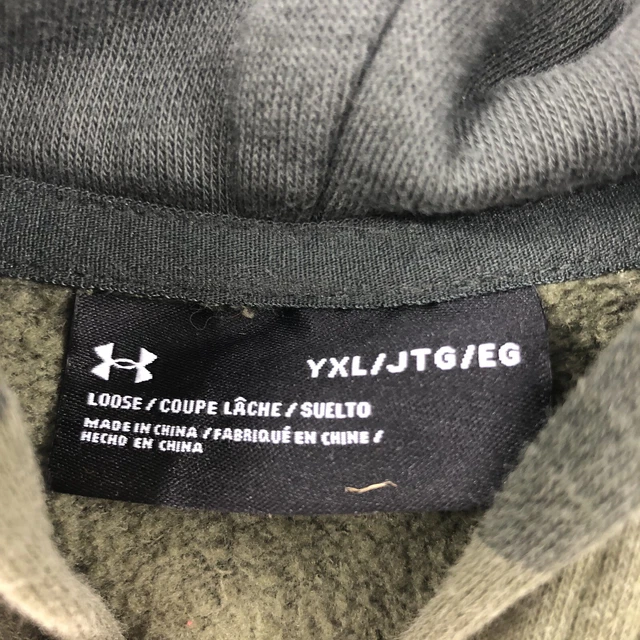 YXL/JTG/EG
LOOSE / COUPE LÂCHE / SUELTO
MADE IN CHINA / FABRIQUÉ EN CHINE /
HECHO EN CHINA